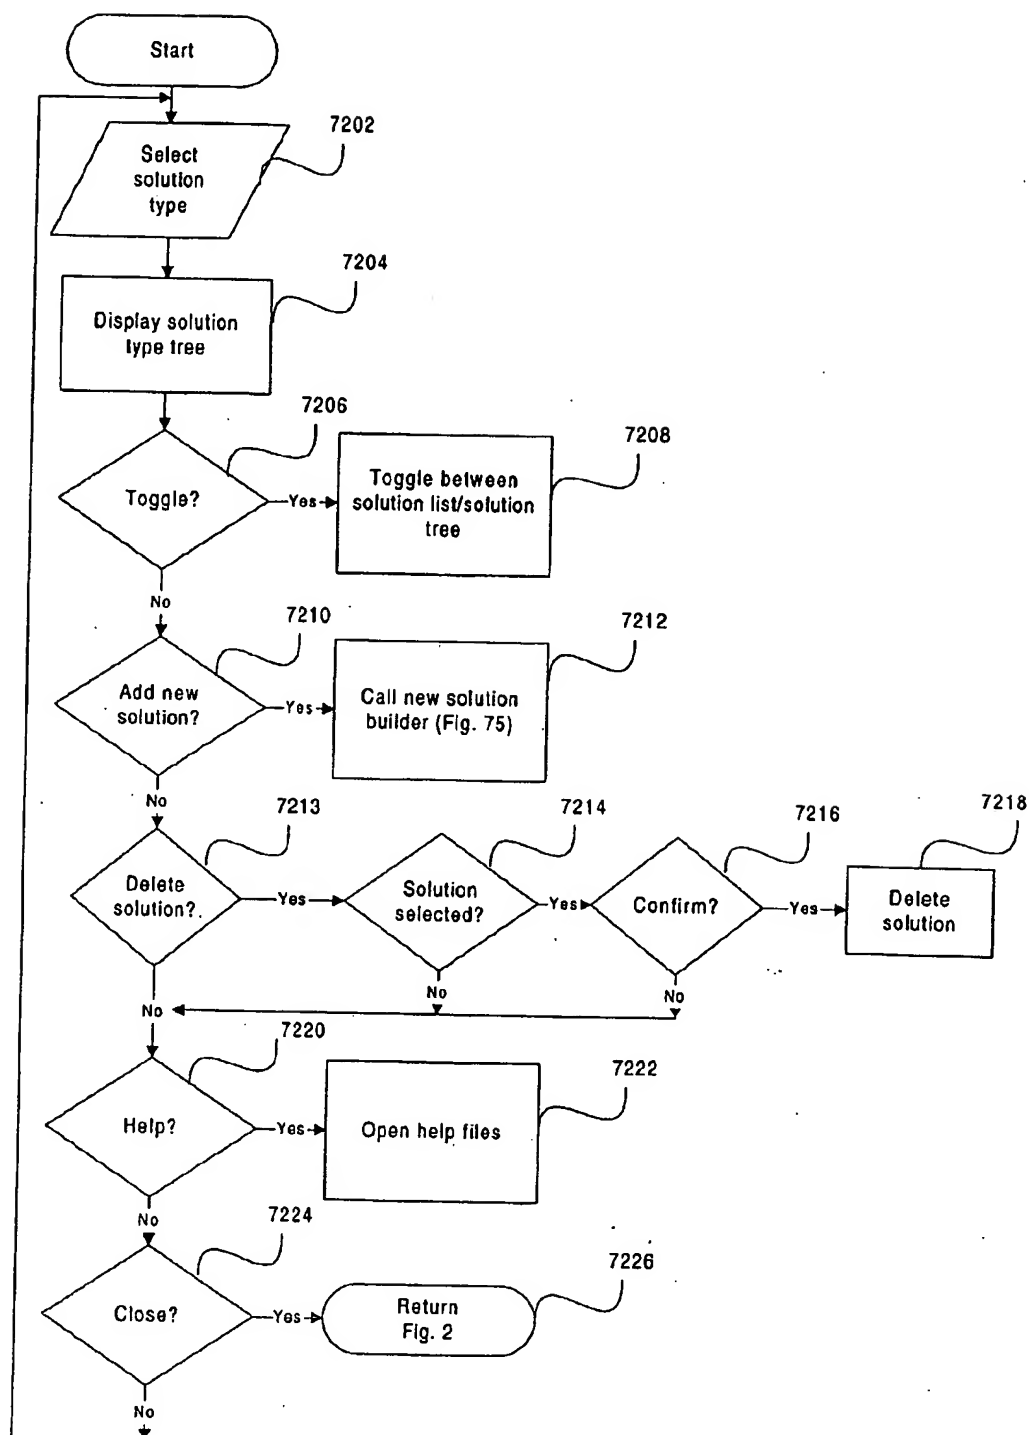 Start
7202
Select
solution
type
7204
Display solution
type tree
7206
7208
Toggle?
Yes
Toggle between
solution list/solution
tree
No
7210
7212
Add new
solution?
Yes
Call new solution
builder (Fig. 75)
No
7213
7214
7216
7218
Delete
solution?
Yes
Solution
selected?
Yes
Confirm?
Yes
Delete
solution
No
No
No
7220
7222
Help?
Yes
Open help files
No
7224
7226
Close?
Yes
Return
Fig. 2
No